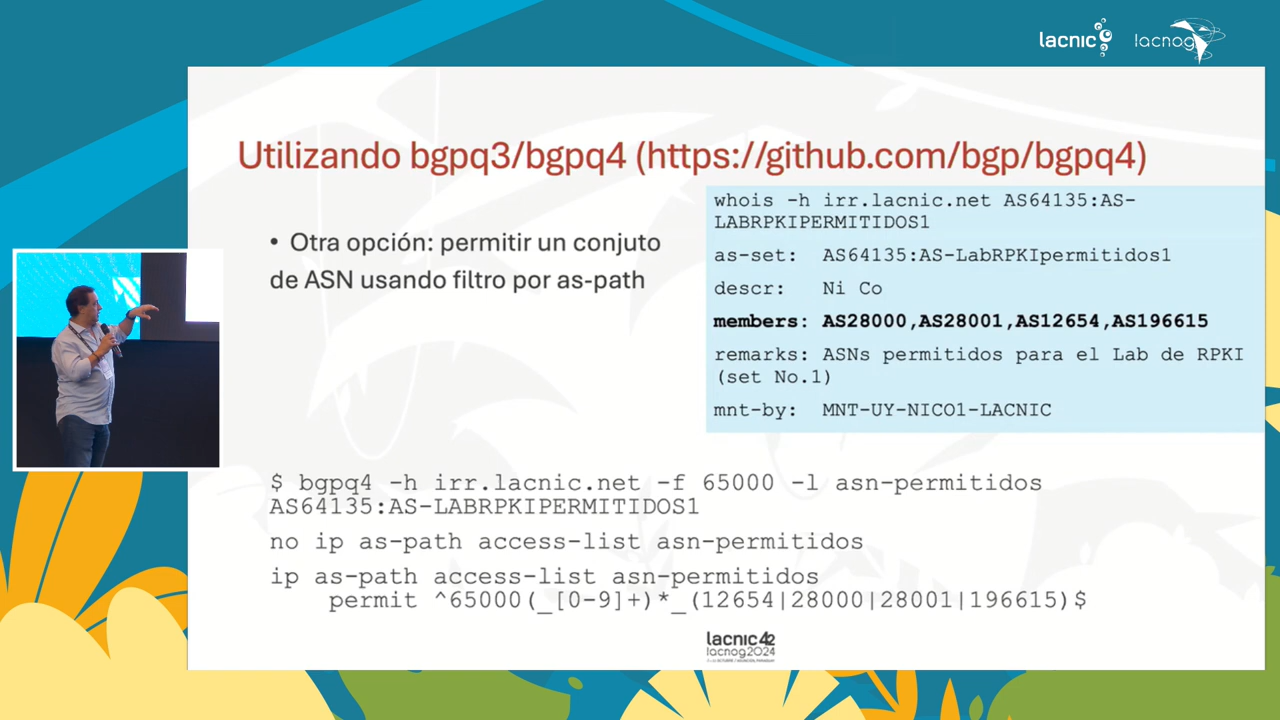 lacnic
lacnog
Utilizando bgpq3/bgpq4 (https://github.com/bgp/bgpq4)
• Otra opción: permitir un conjuto
de ASN usando filtro por as-path
whois -h irr.lacnic.net AS64135:AS-
LABRPKIPERMITIDOS1
as-set: AS64135:AS-LabRPKIpermitidos1
descr: Ni Co
members: AS28000,AS28001,AS12654,AS196615
remarks: ASNs permitidos para el Lab de RPKI
(set No.1)
mnt-by: MNT-UY-NICO1-LACNIC
$ bgpq4 -h irr.lacnic.net -f 65000 -l asn-permitidos
AS64135:AS-LABRPKIPERMITIDOS1
no ip as-path access-list asn-permitidos
ip as-path access-list asn-permitidos
permit ^65000(_[0-9]+)*_(12654|28000|28001|196615)$
lacnic42
lacnog2024